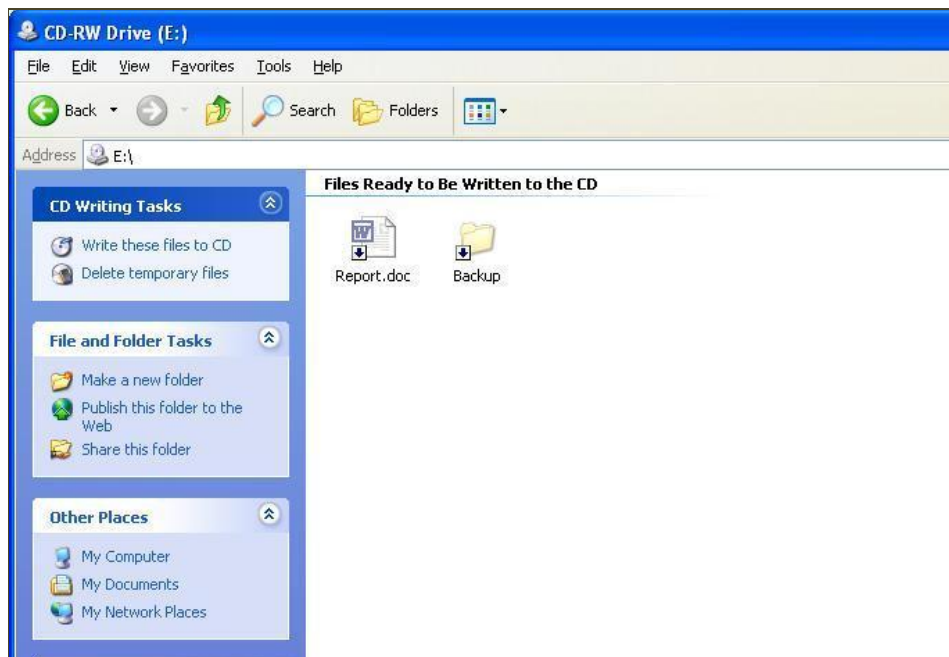 CD-RW Drive (E:)
File Edit View Favorites Tools Help
Back Search Folders
Address E:\
CD Writing Tasks
Write these files to CD
Delete temporary files
File and Folder Tasks
Make a new folder
Publish this folder to the
Web
Share this folder
Other Places
My Computer
My Documents
My Network Places
Files Ready to Be Written to the CD
Report.doc Backup